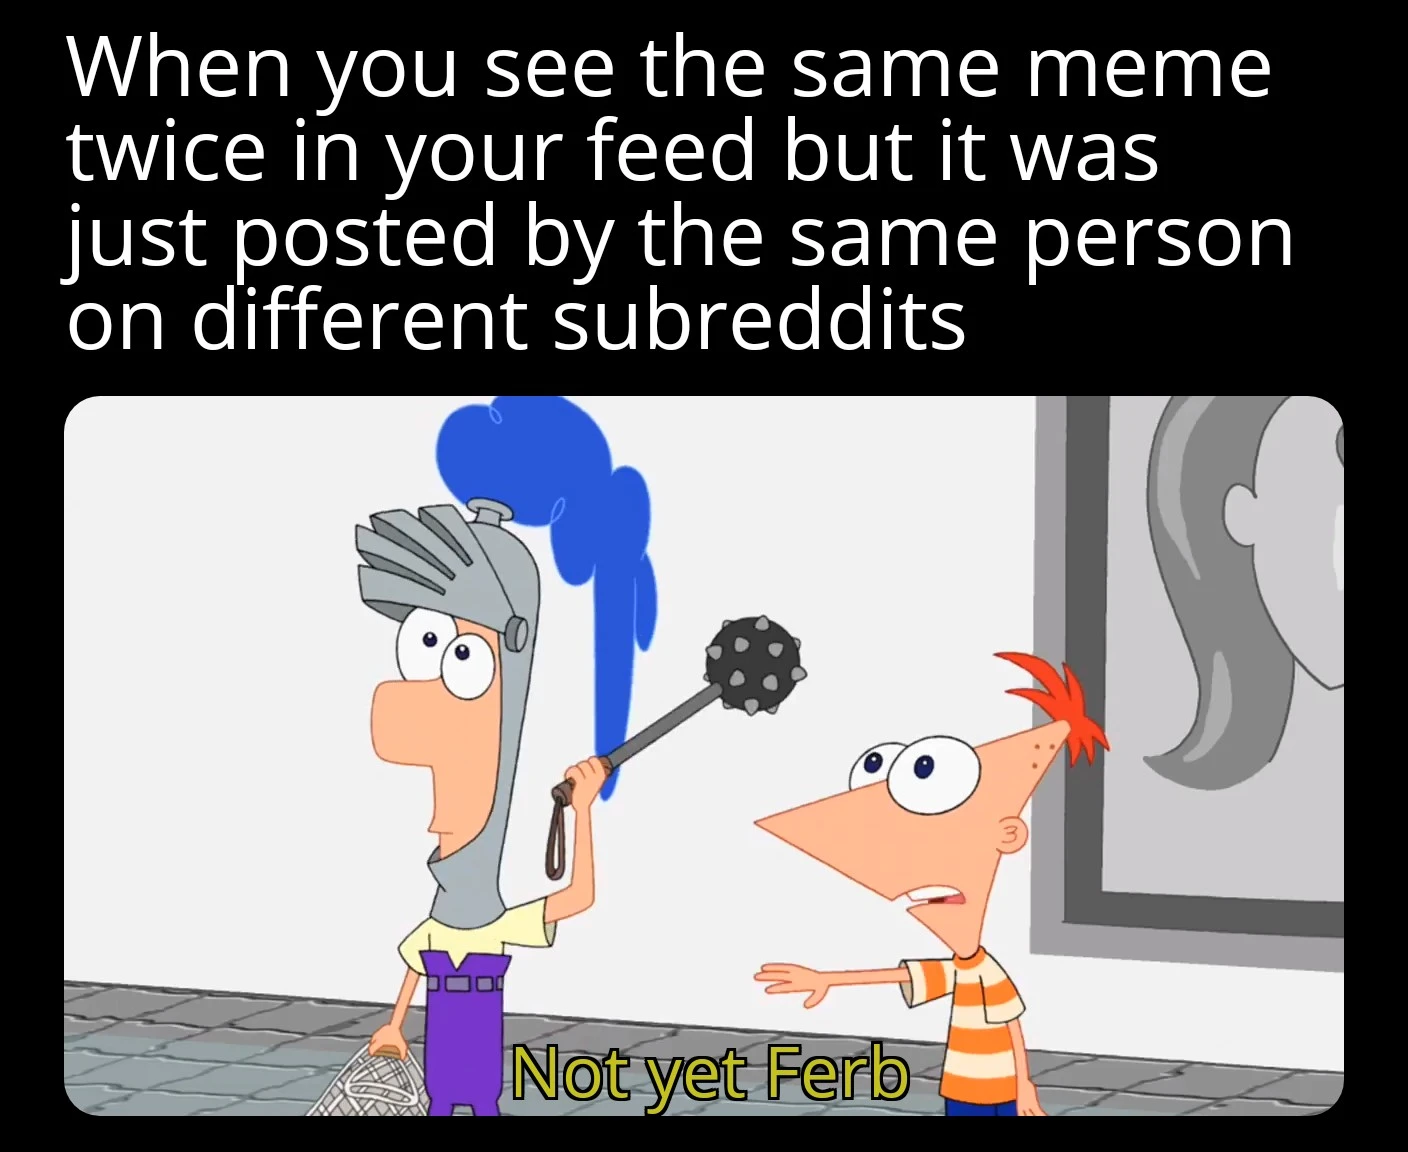 When you see the same meme
twice in your feed but it was
just posted by the same person
on different subreddits
Not yet Ferb